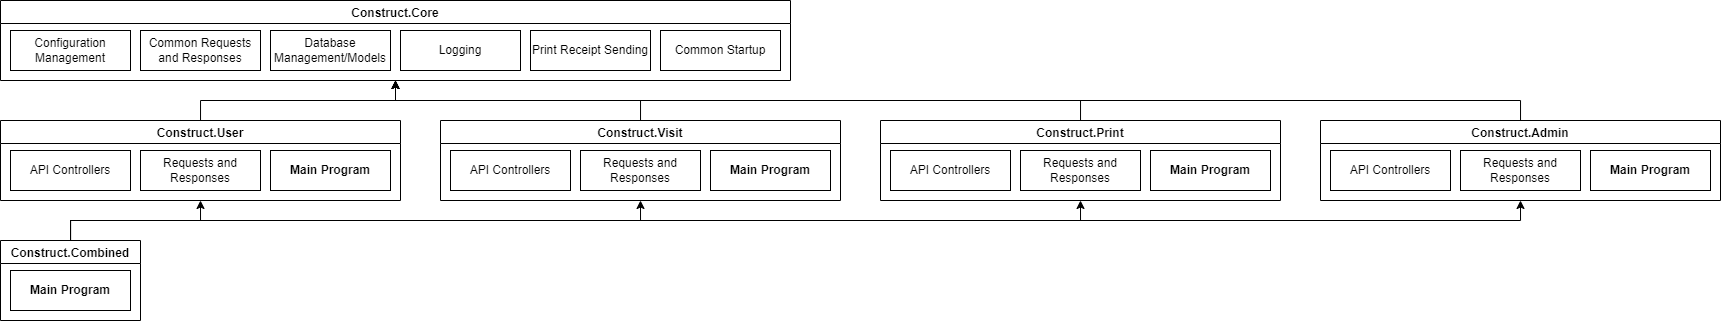 Construct.Core
Configuration
Management
Common Requests
and Responses
Database
Management/Models
Logging
Print Receipt Sending
Common Startup
Construct.User
API Controllers
Requests and
Responses
Main Program
Construct.Visit
API Controllers
Requests and
Responses
Main Program
Construct.Print
API Controllers
Requests and
Responses
Main Program
Construct.Admin
API Controllers
Requests and
Responses
Main Program
Construct.Combined
Main Program